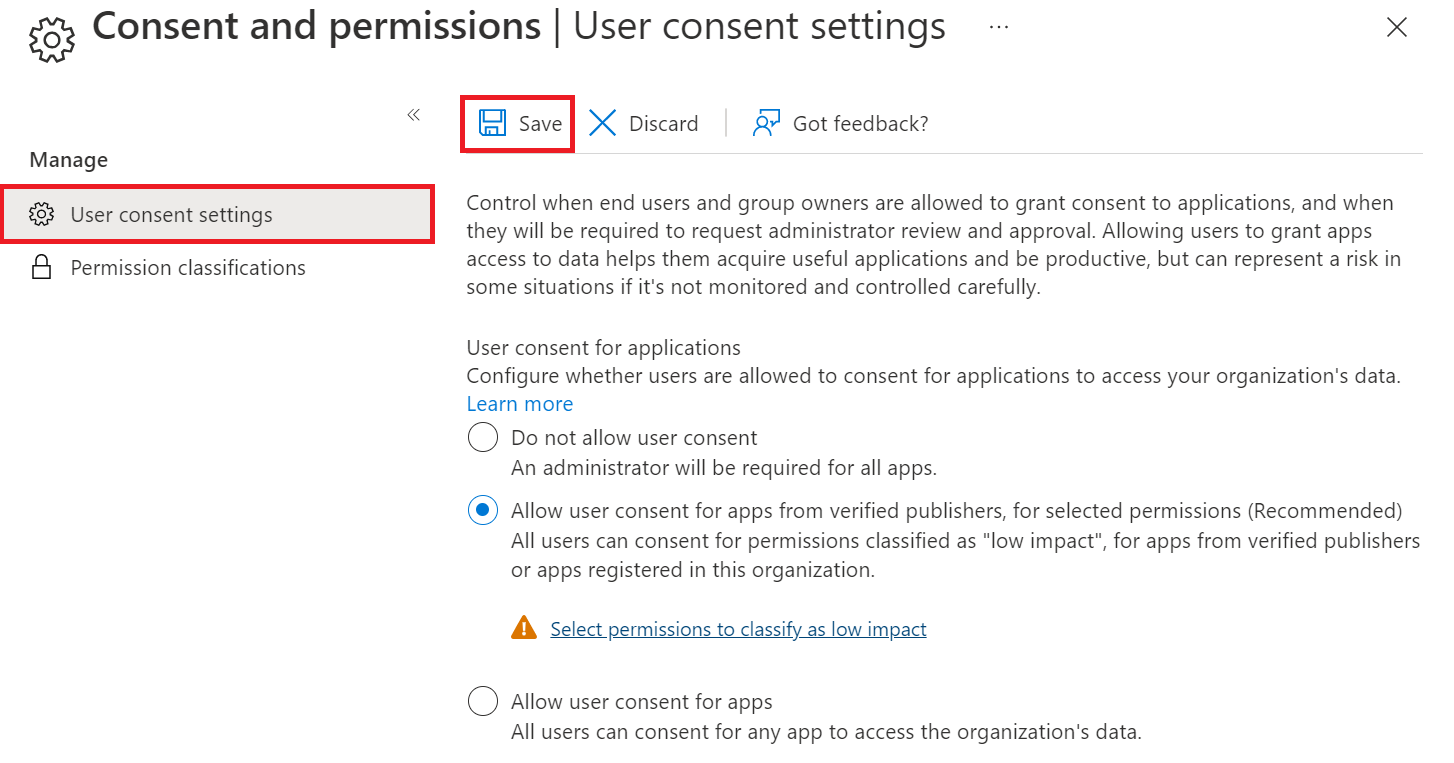 Consent and permissions | User consent settings ...
«
Save Discard Got feedback?
Manage
User consent settings
Permission classifications
Control when end users and group owners are allowed to grant consent to applications, and when
they will be required to request administrator review and approval. Allowing users to grant apps
access to data helps them acquire useful applications and be productive, but can represent a risk in
some situations if it's not monitored and controlled carefully.
User consent for applications
Configure whether users are allowed to consent for applications to access your organization's data.
Learn more
Do not allow user consent
An administrator will be required for all apps.
Allow user consent for apps from verified publishers, for selected permissions (Recommended)
All users can consent for permissions classified as "low impact", for apps from verified publishers
or apps registered in this organization.
Select permissions to classify as low impact
Allow user consent for apps
All users can consent for any app to access the organization's data.